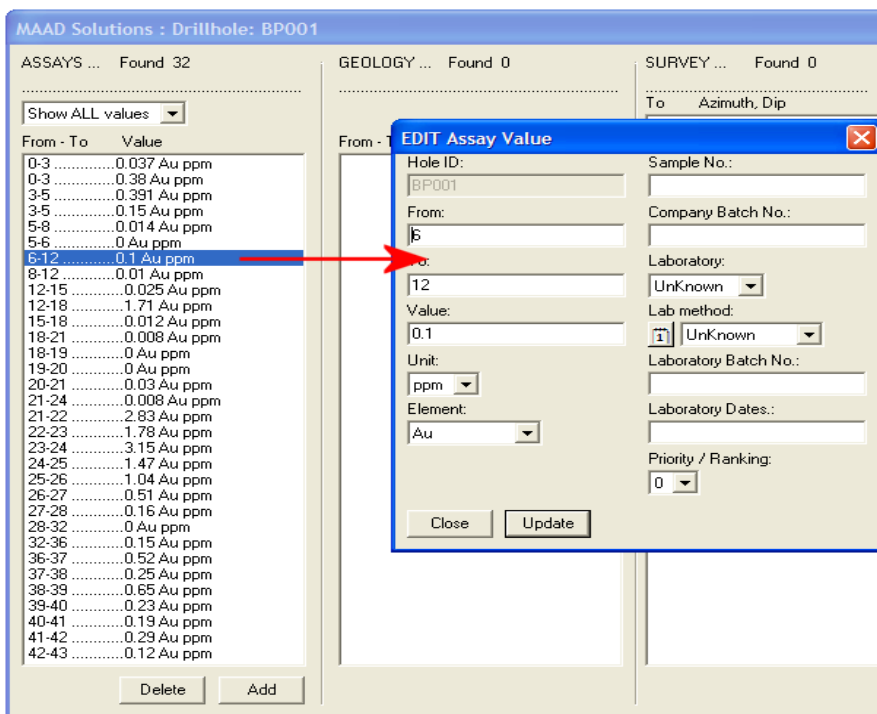 MAAD Solutions : Drillhole: BP001
ASSAYS ... Found 32
Show ALL values
From - To Value
0-3 .............0.037 Au ppm
0-3 .............0.38 Au ppm
3-5 .............0.391 Au ppm
3-5 .............0.15 Au ppm
5-8 .............0.014 Au ppm
5-6 .............0 Au ppm
6-12 ............0.1 Au ppm
8-12 ............0.01 Au ppm
12-15 ............0.025 Au ppm
12-18 ............1.71 Au ppm
15-18 ............0.012 Au ppm
18-21 ............0.008 Au ppm
18-19 ............0 Au ppm
19-20 ............0 Au ppm
20-21 ............0.03 Au ppm
21-24 ............0.008 Au ppm
21-22 ............2.83 Au ppm
22-23 ............1.78 Au ppm
23-24 ............3.15 Au ppm
24-25 ............1.47 Au ppm
25-26 ............1.04 Au ppm
26-27 ............0.51 Au ppm
27-28 ............0.16 Au ppm
28-32 ............0 Au ppm
32-36 ............0.15 Au ppm
36-37 ............0.52 Au ppm
37-38 ............0.25 Au ppm
38-39 ............0.65 Au ppm
39-40 ............0.23 Au ppm
40-41 ............0.19 Au ppm
41-42 ............0.29 Au ppm
42-43 ............0.12 Au ppm
Delete Add
GEOLOGY ... Found 0
From -
SURVEY ... Found 0
To Azimuth, Dip
EDIT Assay Value
Hole ID:
BP001
From:
6
To:
12
Value:
0.1
Unit:
ppm
Element:
Au
Close Update
Sample No.:
Company Batch No.:
Laboratory:
UnKnown
Lab method:
1 UnKnown
Laboratory Batch No.:
Laboratory Dates.:
Priority / Ranking:
0